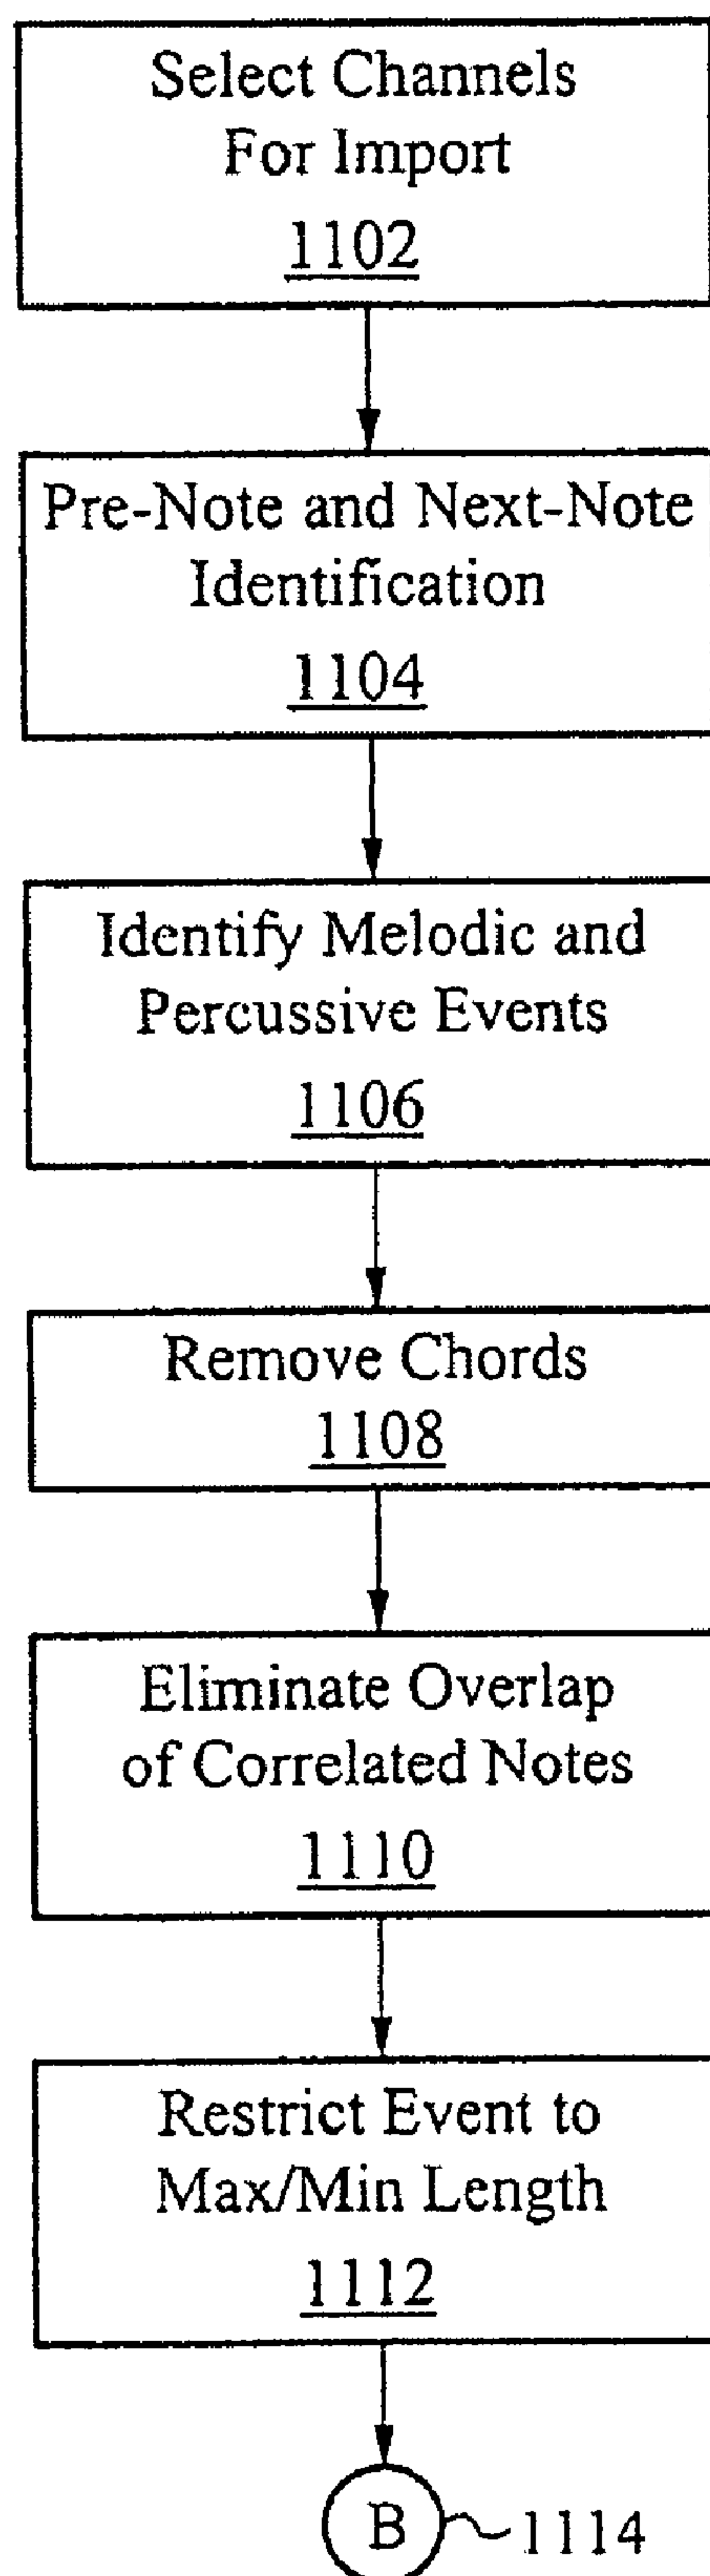 Select Channels
For Import
1102
Pre-Note and Next-Note
Identification
1104
Identify Melodic and
Percussive Events
1106
Remove Chords
1108
Eliminate Overlap
of Correlated Notes
1110
Restrict Event to
Max/Min Length
1112
B 1114